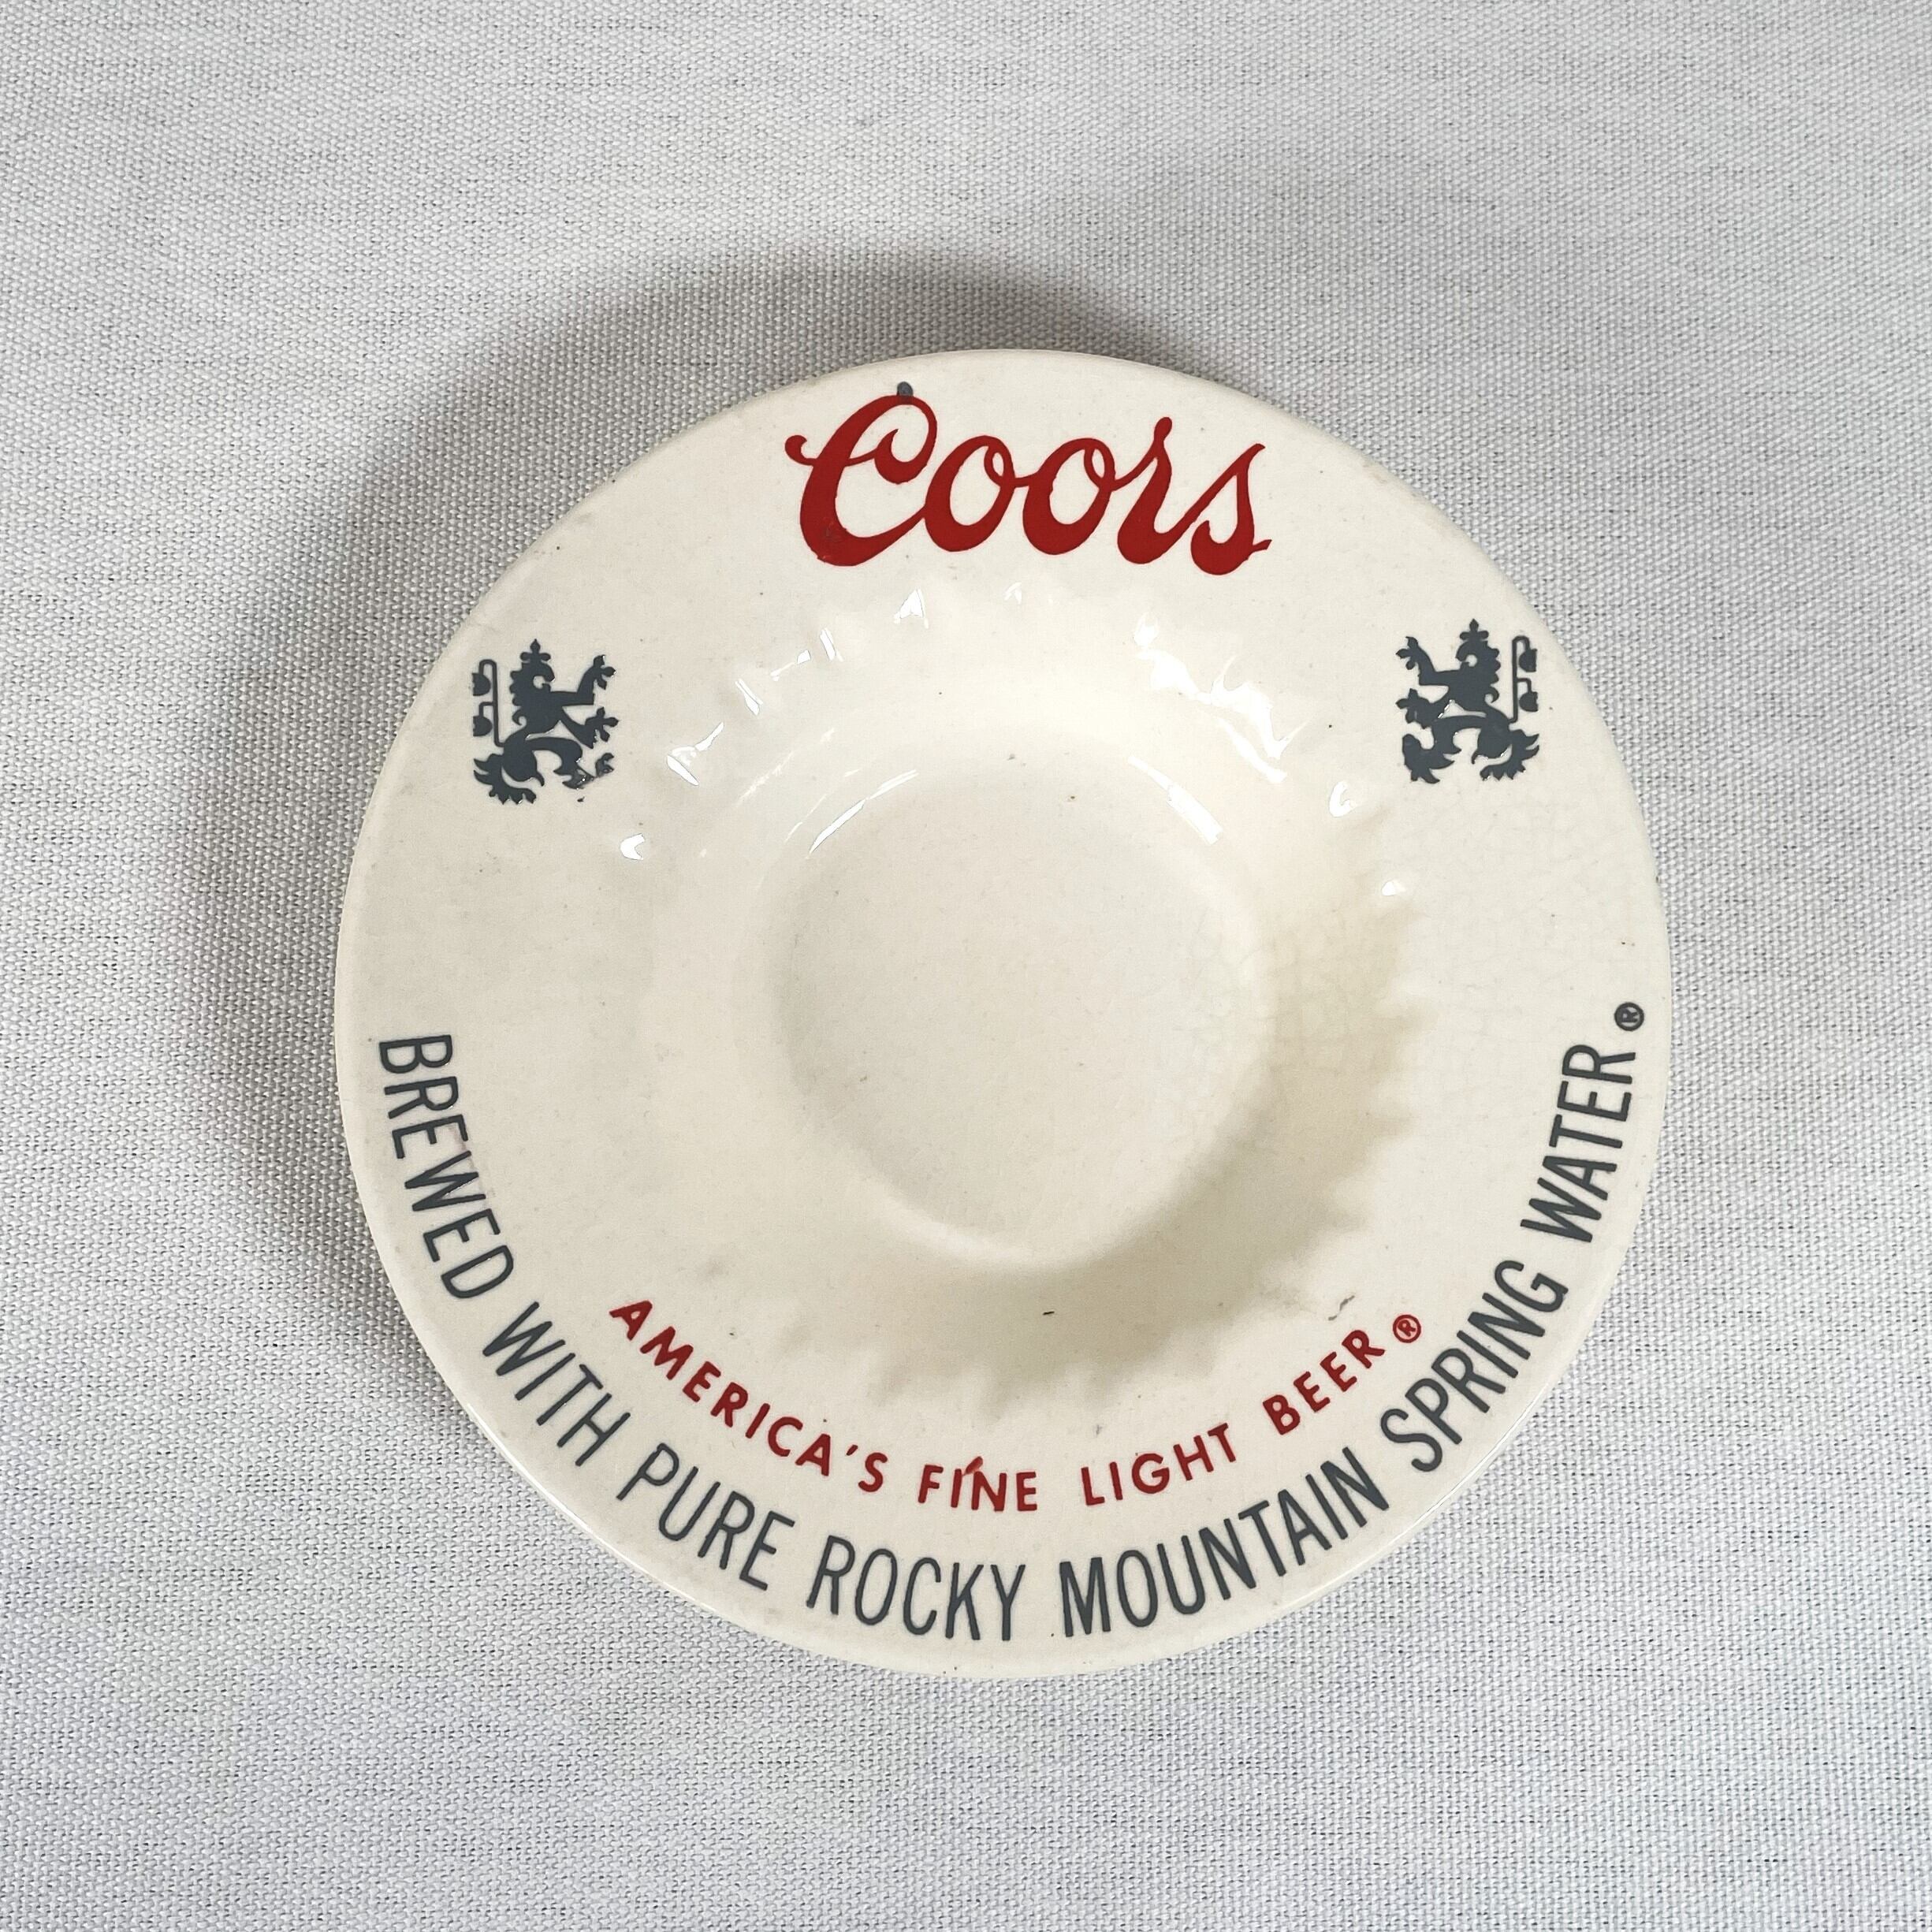 Coors
AMERICA'S FINE LIGHT BEER®
BREWED WITH PURE ROCKY MOUNTAIN SPRING WATER®